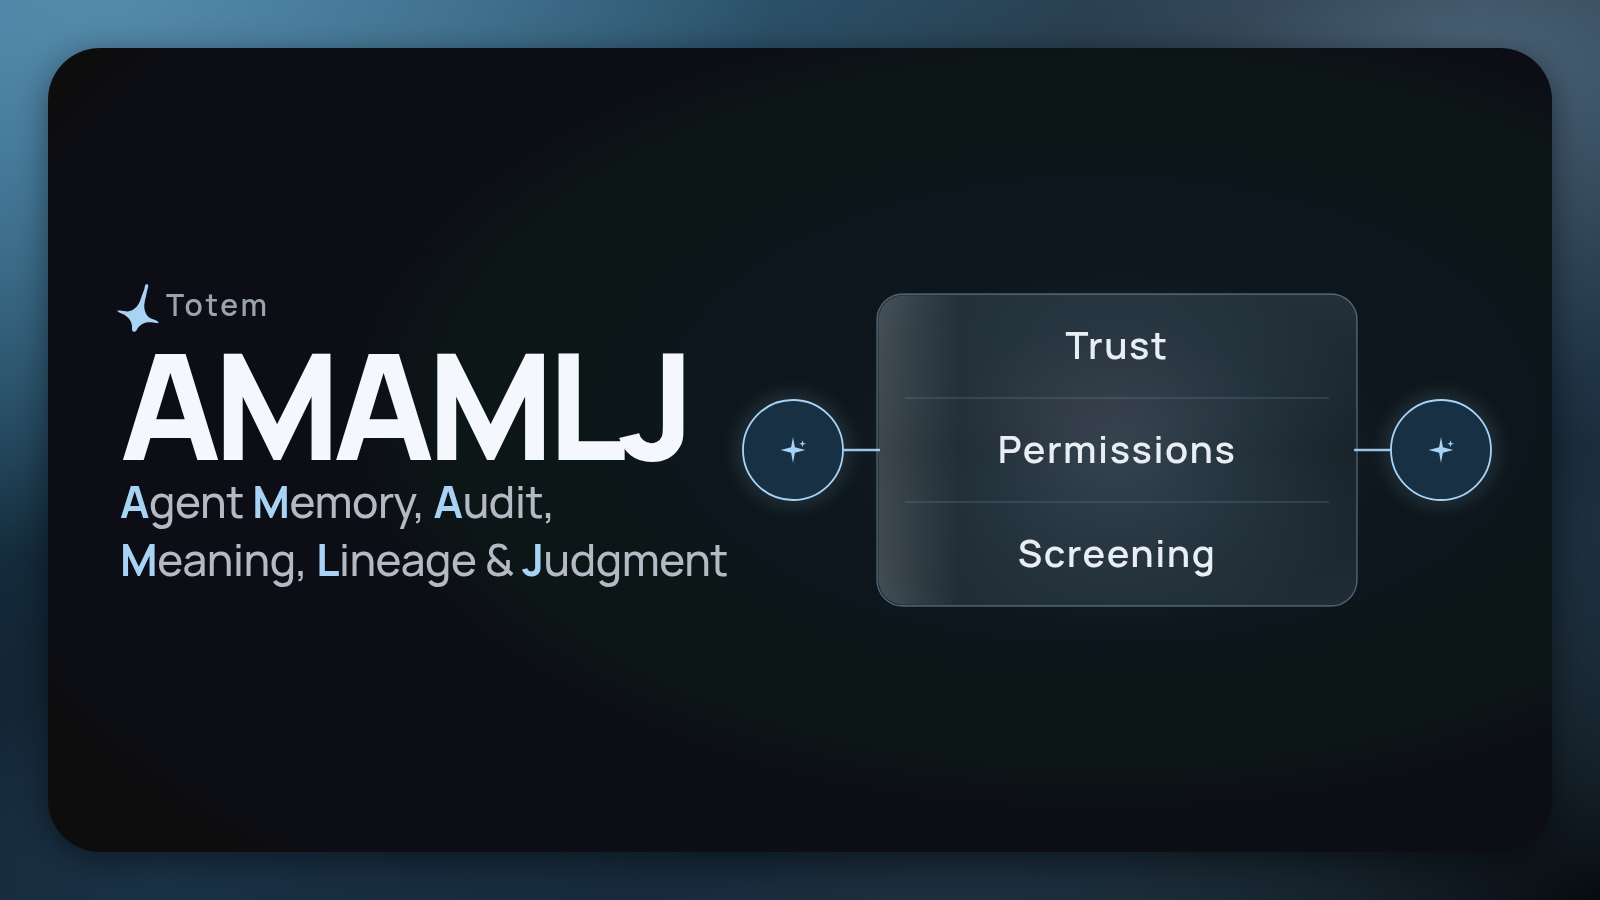 Totem
AMAMLJ
Agent Memory, Audit,
Meaning, Lineage & Judgment
Trust
Permissions
Screening